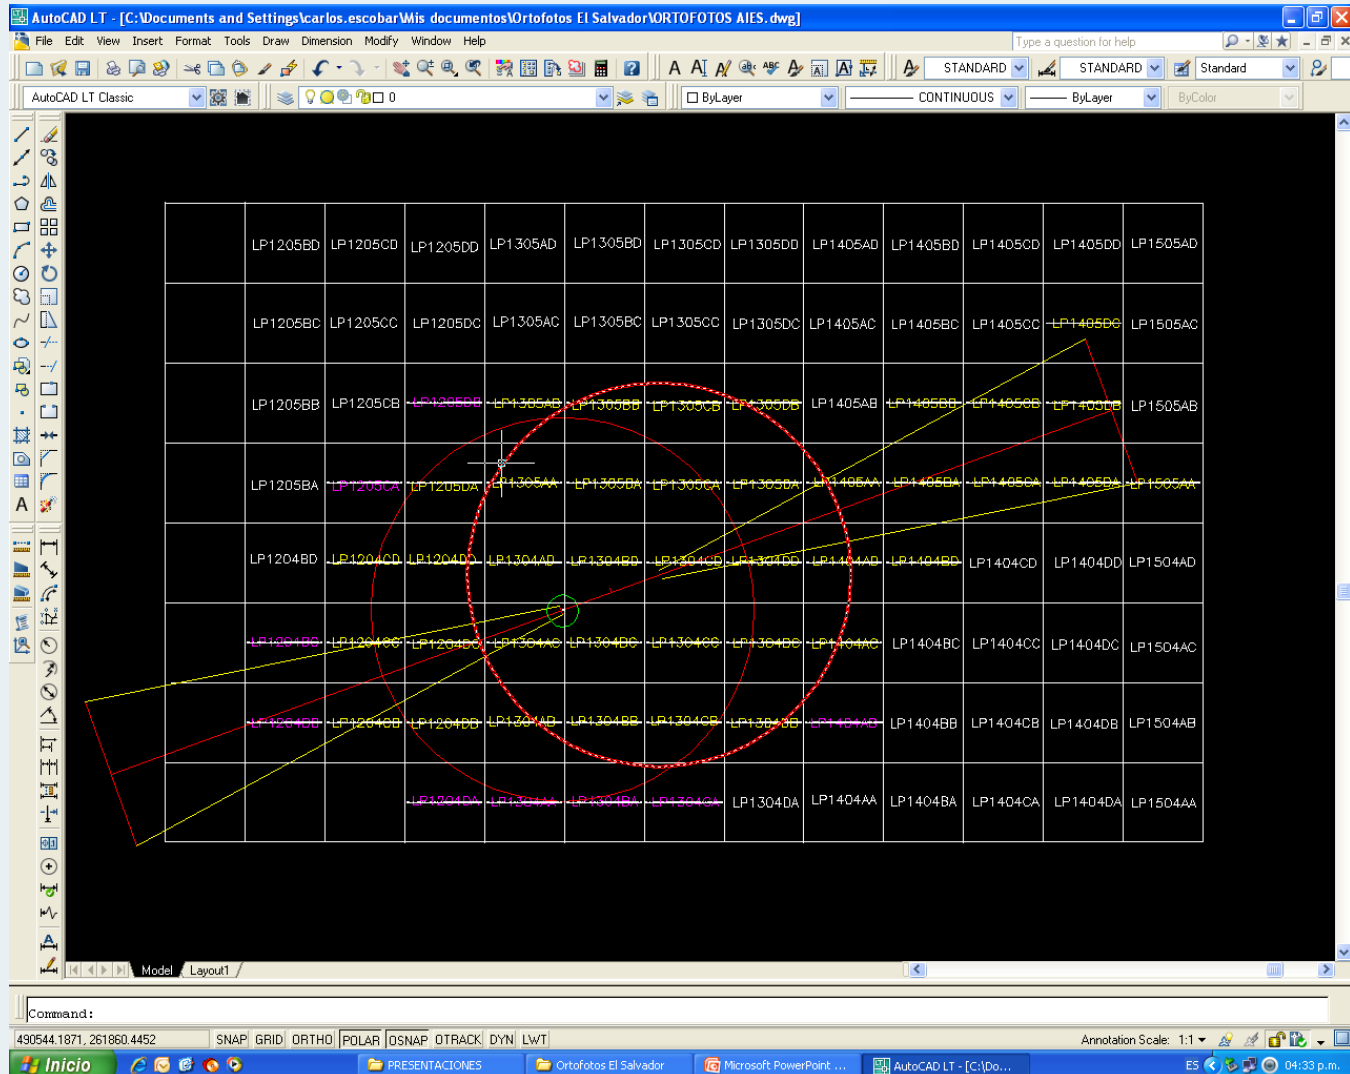 AutoCAD LT - [C:\Documents and Settings\carlos.escobar\Mis documentos\Ortofotos El Salvador\ORTOFOTOS AIES.dwg]
File Edit View Insert Format Tools Draw Dimension Modify Window Help Type a question for help
STANDARD STANDARD Standard
AutoCAD LT Classic 0 ByLayer CONTINUOUS ByLayer ByColor
LP1205BD LP1205CD LP1205DD LP1305AD LP1305BD LP1305CD LP1305DD LP1405AD LP1405BD LP1405CD LP1405DD LP1505AD
LP1205BC LP1205CC LP1205DC LP1305AC LP1305BC LP1305CC LP1305DC LP1405AC LP1405BC LP1405CC LP1405DC LP1505AC
LP1205BB LP1205CB LP1205DB LP1305AB LP1305BB LP1305CB LP1305DB LP1405AB LP1405BB LP1405CB LP1405DB LP1505AB
LP1205BA LP1205CA LP1205DA LP1305AA LP1305BA LP1305CA LP1305DA LP1405AA LP1405BA LP1405CA LP1405DA LP1505AA
LP1204BD LP1204CD LP1204DD LP1304AD LP1304BD LP1304CD LP1304DD LP1404AD LP1404BD LP1404CD LP1404DD LP1504AD
LP1204BC LP1204CC LP1204DC LP1304AC LP1304BC LP1304CC LP1304DC LP1404AC LP1404BC LP1404CC LP1404DC LP1504AC
LP1204BB LP1204CB LP1204DB LP1304AB LP1304BB LP1304CB LP1304DB LP1404AB LP1404BB LP1404CB LP1404DB LP1504AB
LP1204DA LP1304AA LP1304BA LP1304CA LP1304DA LP1404AA LP1404BA LP1404CA LP1404DA LP1504AA
Model Layout1
Command:
490544.1871, 261860.4452 SNAP GRID ORTHO POLAR OSNAP OTRACK DYN LWT Annotation Scale: 1:1
Inicio PRESENTACIONES Ortofotos El Salvador Microsoft PowerPoint ... AutoCAD LT - [C:\Do... ES 04:33 p.m.